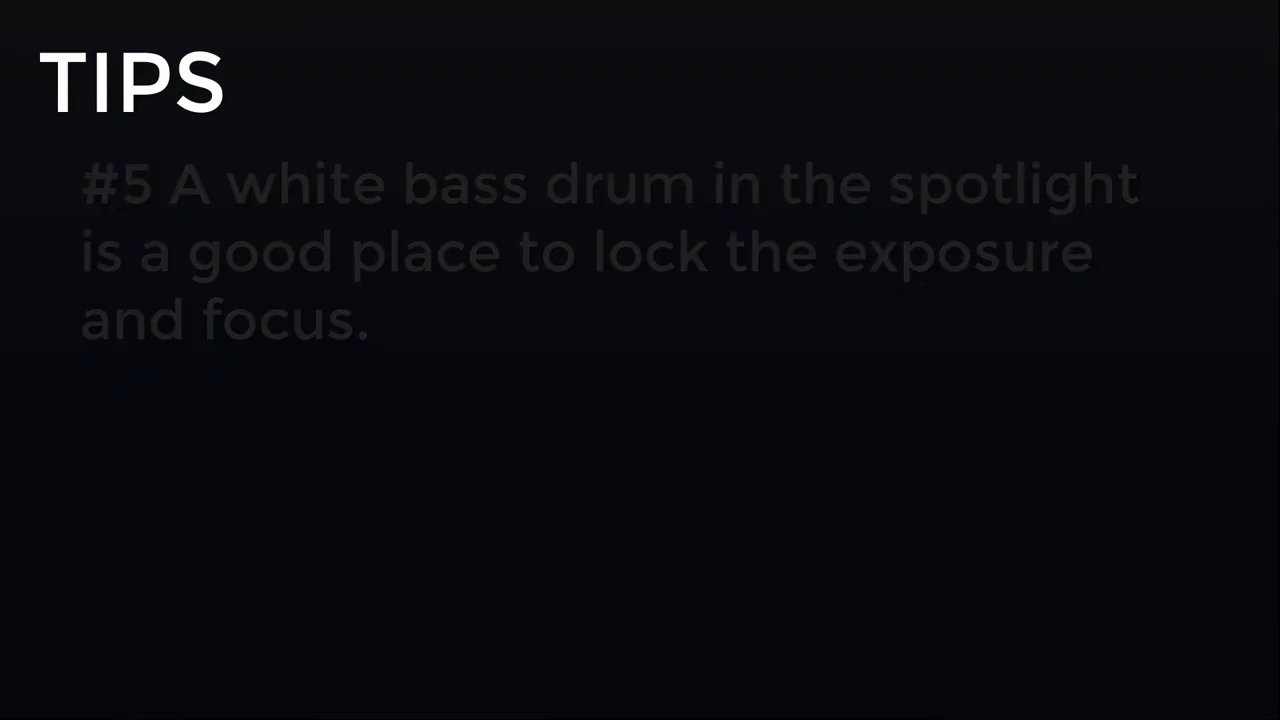 TIPS
#5 A white bass drum in the spotlight
is a good place to lock the exposure
and focus.